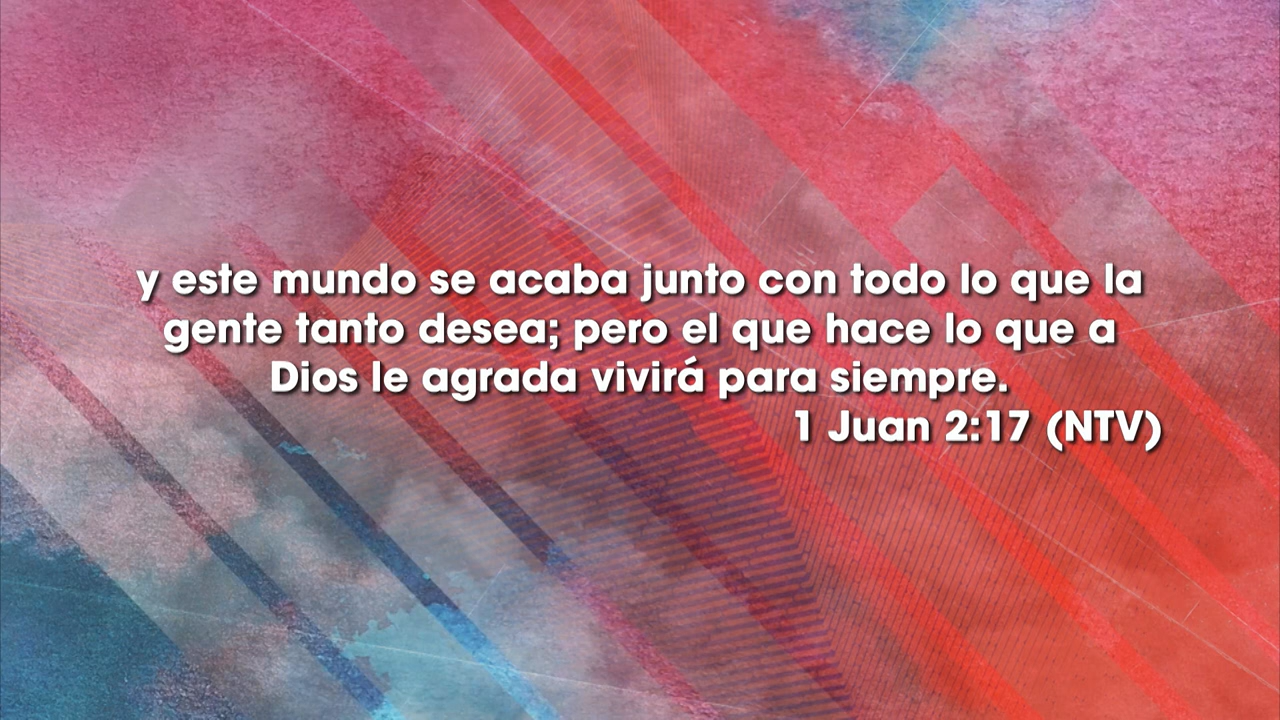 y este mundo se acaba junto con todo lo que la
gente tanto desea; pero el que hace lo que a
Dios le agrada vivirá para siempre.
1 Juan 2:17 (NTV)